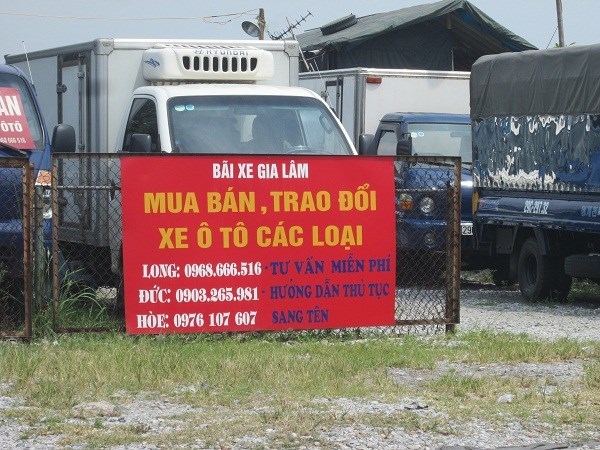 HYUNDAI
BÃI XE GIA LÂM
MUA BÁN , TRAO ĐỔI
XE Ô TÔ CÁC LOẠI
LONG: 0968.666.516 · TƯ VẤN MIỄN PHÍ
ĐỨC: 0903.265.981 · HƯỚNG DẪN THỦ TỤC
HÒE: 0976 107 607 SANG TÊN
Ô TÔ